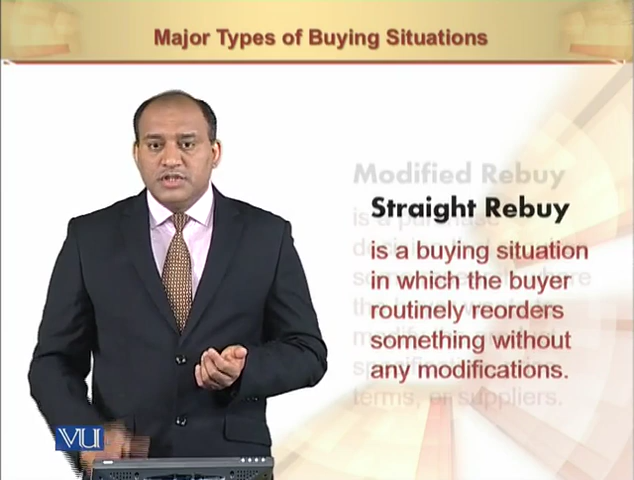 Major Types of Buying Situations
Modified Rebuy
Straight Rebuy
is a buying situation
in which the buyer
routinely reorders
something without
any modifications.
terms, or suppliers.
VU